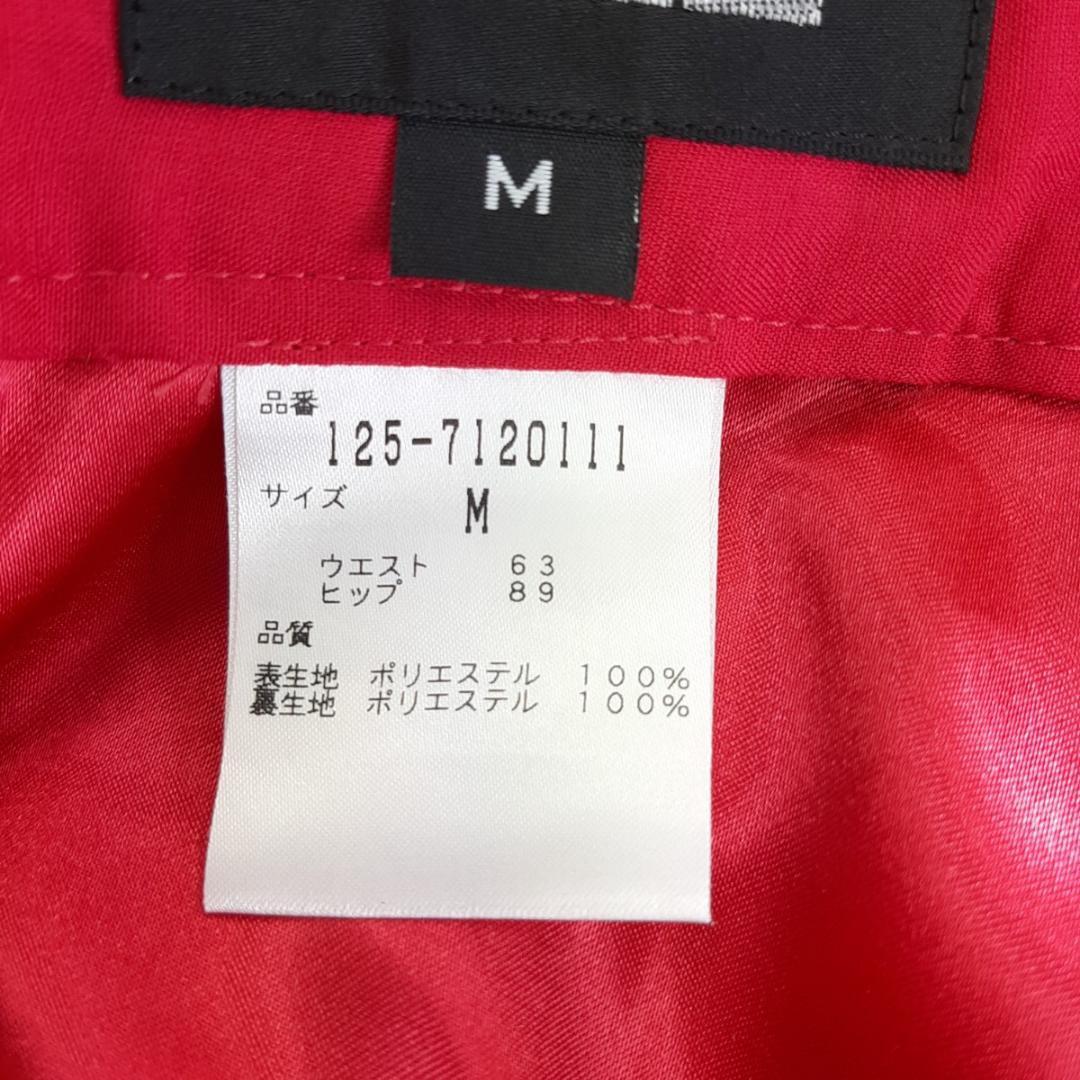 M
品番
125-7120111
サイズ M
ウエスト 63
ヒップ 89
品質
表生地 ポリエステル 100%
裏生地 ポリエステル 100%